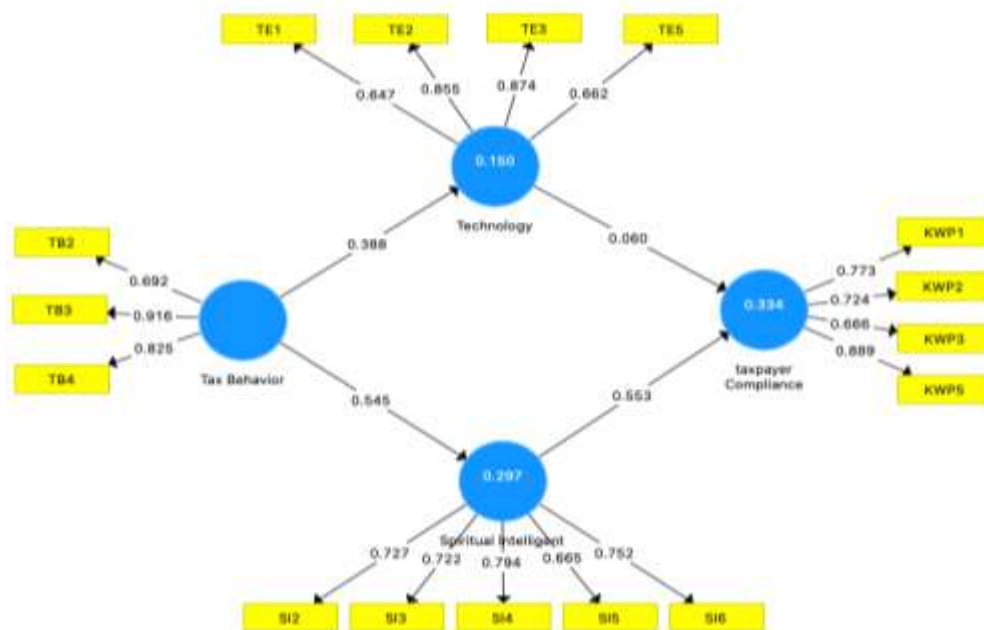 TE1 TE2 TE3 TE5
0.647 0.855 0.874 0.662
0.150
Technology
TB2
TB3
TB4
0.692
0.916
0.825
0.388
0.060
Tax Behavior
KWP1
KWP2
KWP3
KWP5
0.773
0.724
0.666
0.889
0.334
taxpayer
Compliance
0.545
0.553
0.297
Spiritual Intelligent
0.727 0.722 0.794 0.665 0.752
SI2 SI3 SI4 SI5 SI6